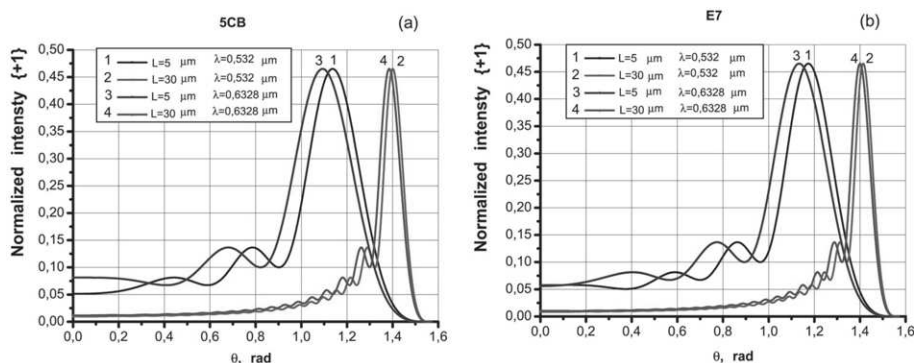 5CB
(a)
Normalized intensty {+1}
0,50
0,45
0,40
0,35
0,30
0,25
0,20
0,15
0,10
0,05
0,00
1 L=5 μm λ=0,532 μm
2 L=30 μm λ=0,532 μm
3 L=5 μm λ=0,6328 μm
4 L=30 μm λ=0,6328 μm
3 1
4 2
0,0 0,2 0,4 0,6 0,8 1,0 1,2 1,4 1,6
θ, rad
E7
(b)
Normalized intensty {+1}
0,50
0,45
0,40
0,35
0,30
0,25
0,20
0,15
0,10
0,05
0,00
1 L=5 μm λ=0,532 μm
2 L=30 μm λ=0,532 μm
3 L=5 μm λ=0,6328 μm
4 L=30 μm λ=0,6328 μm
3 1
4 2
0,0 0,2 0,4 0,6 0,8 1,0 1,2 1,4 1,6
θ, rad